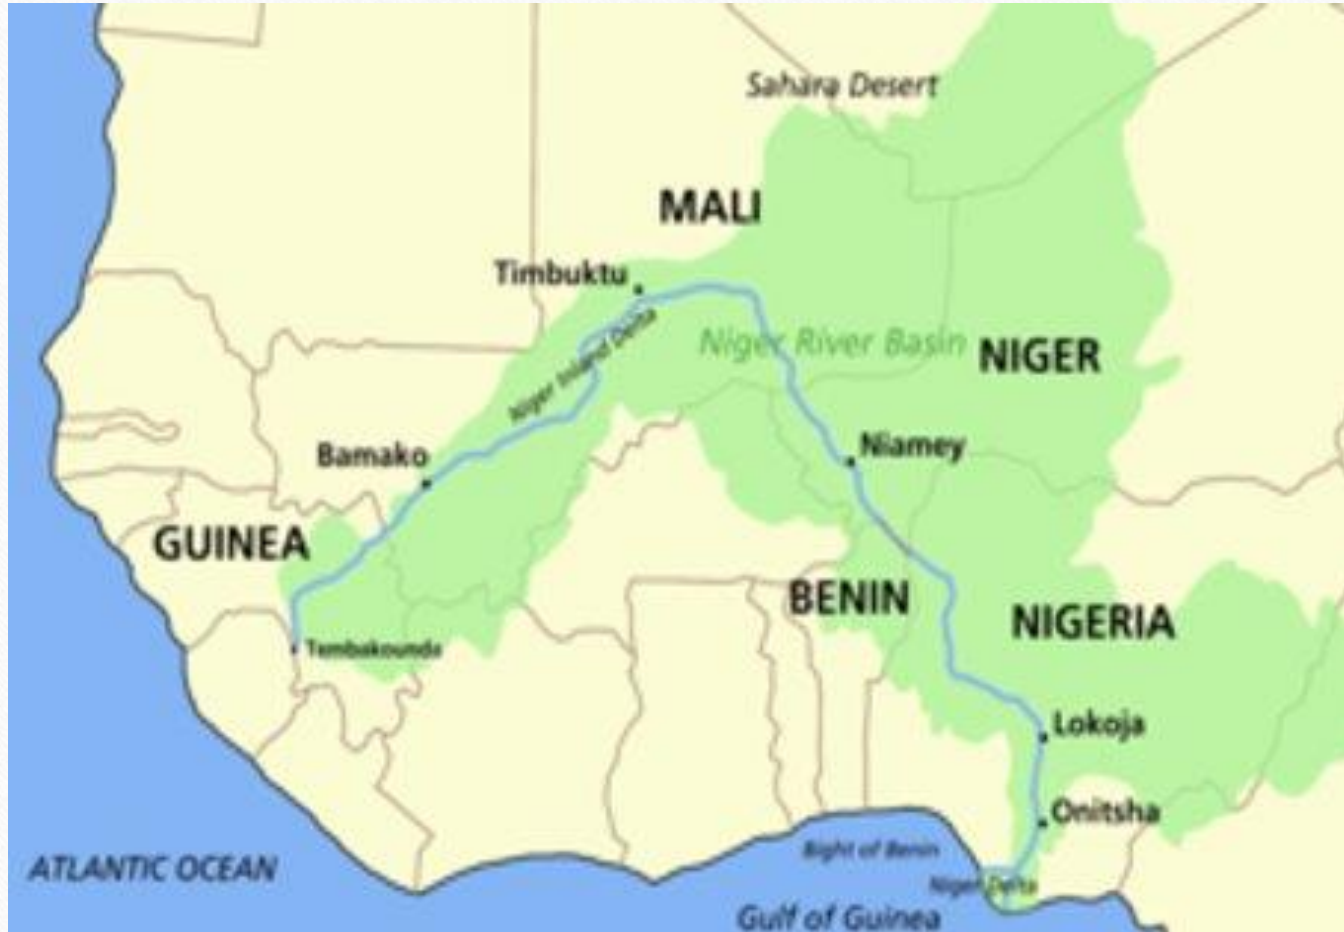 Sahara Desert
MALI
Timbuktu
Niger Inland Delta
Niger River Basin
NIGER
Bamako
Niamey
GUINEA
BENIN
NIGERIA
Tembakounda
Lokoja
Onitsha
Bight of Benin
ATLANTIC OCEAN
Niger Delta
Gulf of Guinea